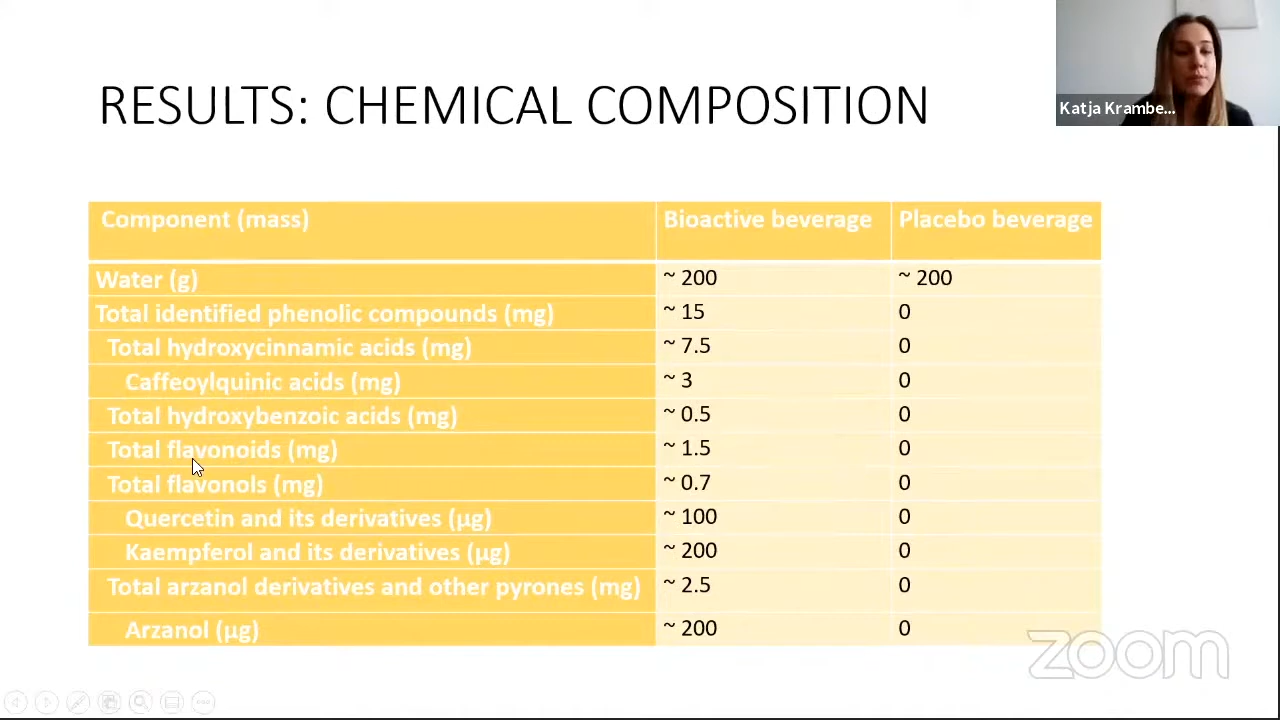 Katja Krambe...
RESULTS: CHEMICAL COMPOSITION
Component (mass) Bioactive beverage Placebo beverage
Water (g) ~ 200 ~ 200
Total identified phenolic compounds (mg) ~ 15 0
Total hydroxycinnamic acids (mg) ~ 7.5 0
Caffeoylquinic acids (mg) ~ 3 0
Total hydroxybenzoic acids (mg) ~ 0.5 0
Total flavonoids (mg) ~ 1.5 0
Total flavonols (mg) ~ 0.7 0
Quercetin and its derivatives (µg) ~ 100 0
Kaempferol and its derivatives (µg) ~ 200 0
Total arzanol derivatives and other pyrones (mg) ~ 2.5 0
Arzanol (µg) ~ 200 0
zoom